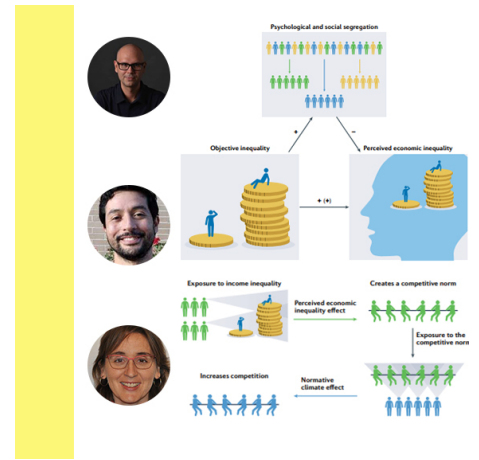 Psychological and social segregation
+
−
Objective inequality
Perceived economic inequality
+ (+)
Exposure to income inequality
Creates a competitive norm
Perceived economic
inequality effect
Exposure to the
competitive norm
Increases competition
Normative
climate effect